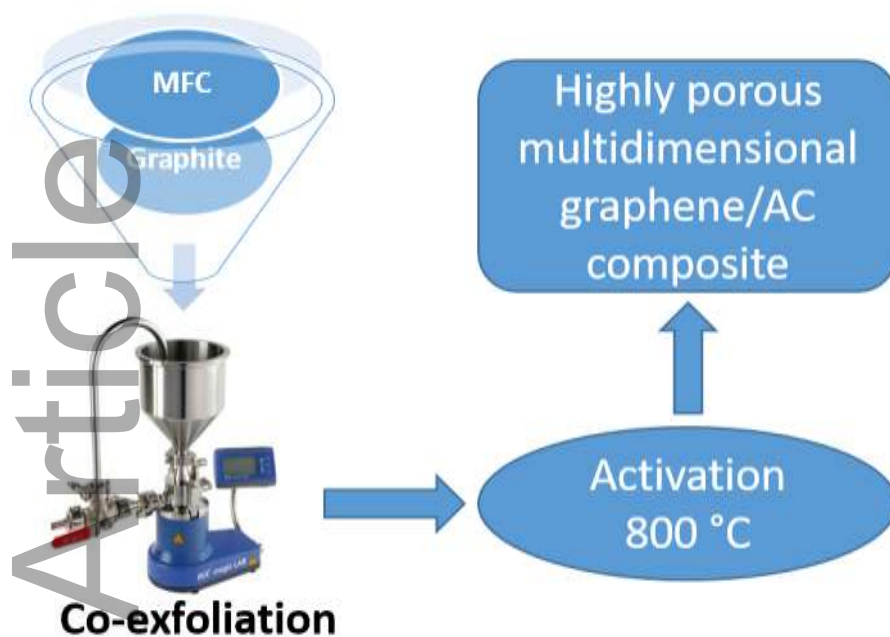 MFC
Graphite
Co-exfoliation
Activation
800 °C
Highly porous
multidimensional
graphene/AC
composite
Article